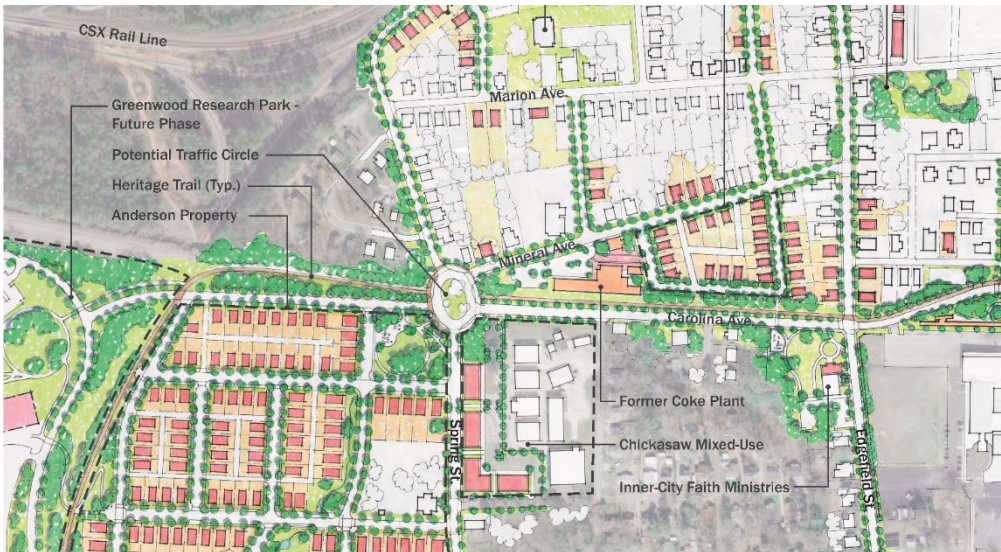 CSX Rail Line
Greenwood Research Park -
Future Phase
Potential Traffic Circle
Heritage Trail (Typ.)
Anderson Property
Marion Ave.
Mineral Ave.
Carolina Ave.
Former Coke Plant
Chickasaw Mixed-Use
Inner-City Faith Ministries
Spring St.
Edgefield St.